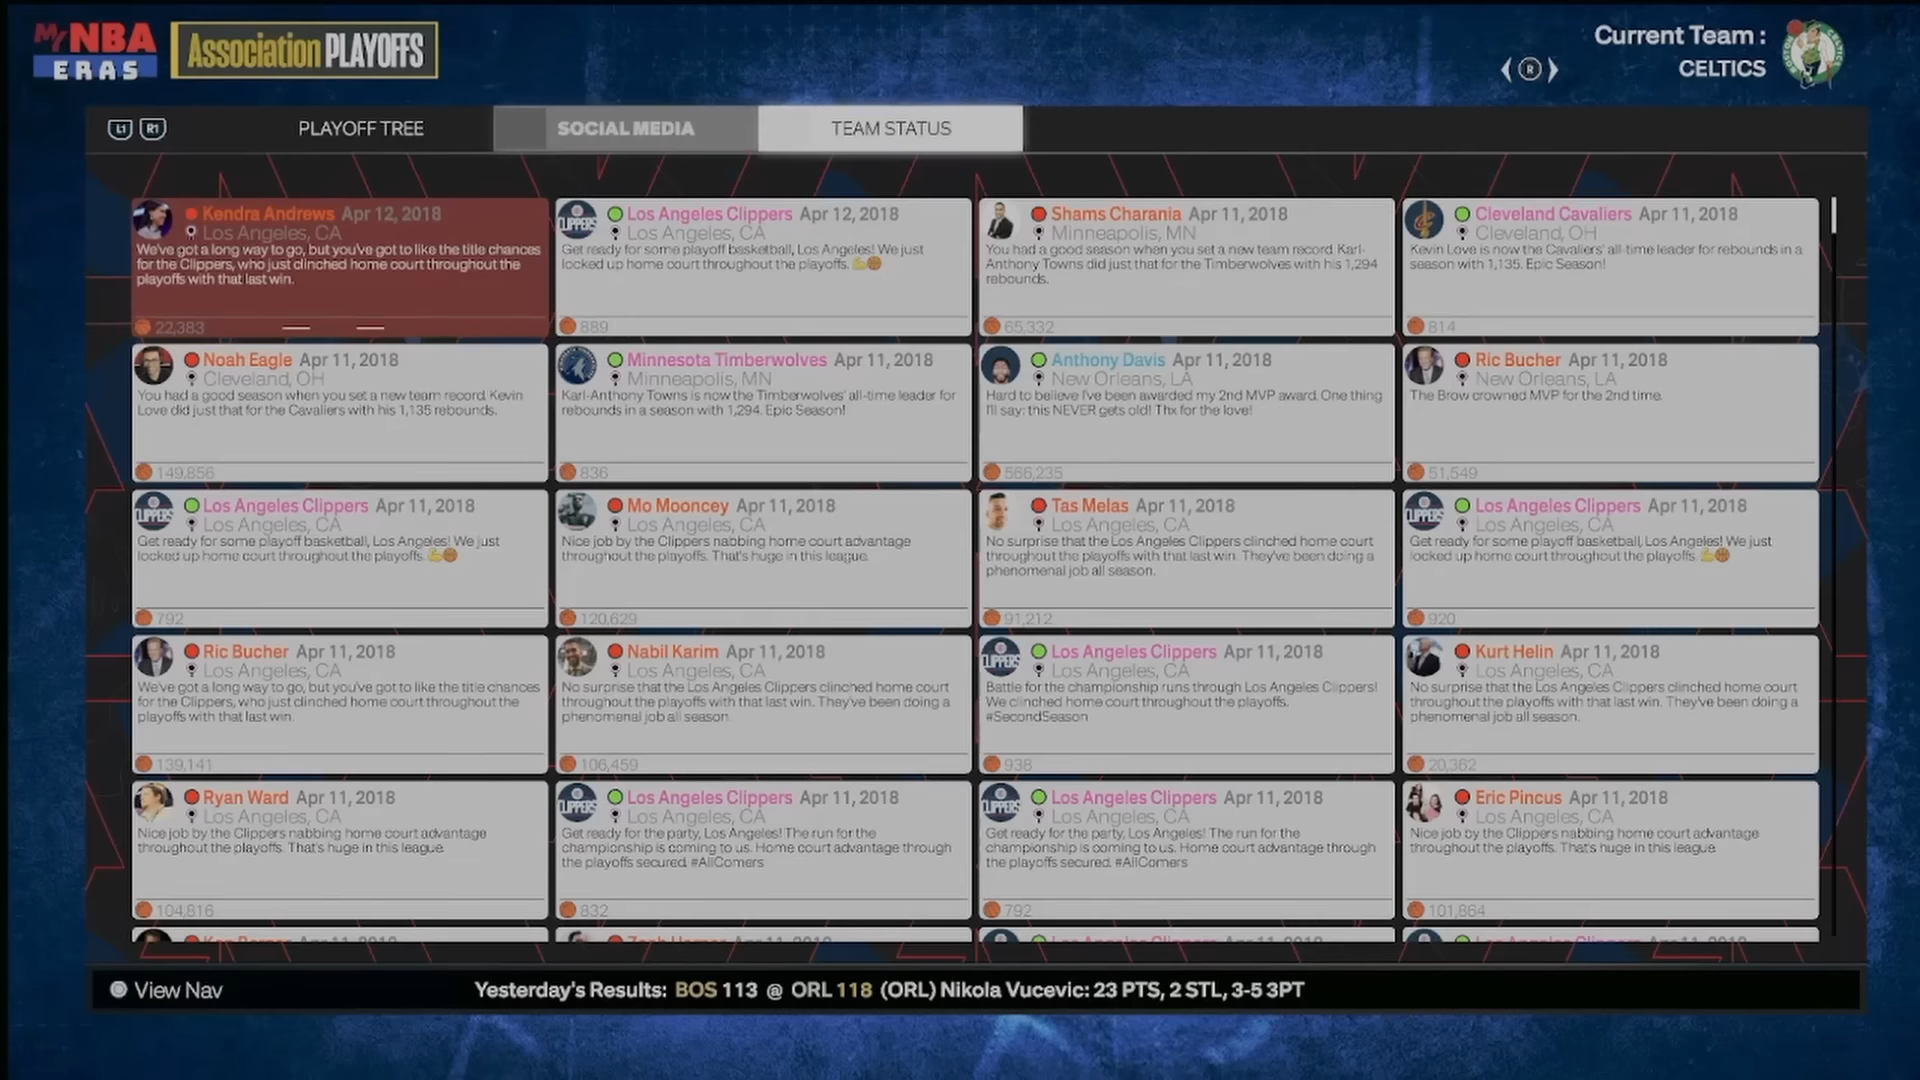 My NBA
ERAS
Association PLAYOFFS
Current Team :
CELTICS
R
L1 R1
PLAYOFF TREE
SOCIAL MEDIA
TEAM STATUS
Kendra Andrews Apr 12, 2018
Los Angeles, CA
We've got a long way to go, but you've got to like the title chances
for the Clippers, who just clinched home court throughout the
playoffs with that last win.
22,383
Los Angeles Clippers Apr 12, 2018
Los Angeles, CA
Get ready for some playoff basketball, Los Angeles! We just
locked up home court throughout the playoffs. 💪🏀
889
Shams Charania Apr 11, 2018
Minneapolis, MN
You had a good season when you set a new team record. Karl-
Anthony Towns did just that for the Timberwolves with his 1,294
rebounds.
65,332
Cleveland Cavaliers Apr 11, 2018
Cleveland, OH
Kevin Love is now the Cavaliers' all-time leader for rebounds in a
season with 1,135. Epic Season!
814
Noah Eagle Apr 11, 2018
Cleveland, OH
You had a good season when you set a new team record. Kevin
Love did just that for the Cavaliers with his 1,135 rebounds.
149,856
Minnesota Timberwolves Apr 11, 2018
Minneapolis, MN
Karl-Anthony Towns is now the Timberwolves' all-time leader for
rebounds in a season with 1,294. Epic Season!
836
Anthony Davis Apr 11, 2018
New Orleans, LA
Hard to believe I've been awarded my 2nd MVP award. One thing
I'll say: this NEVER gets old! Thx for the love!
566,235
Ric Bucher Apr 11, 2018
New Orleans, LA
The Brow crowned MVP for the 2nd time.
51,549
Los Angeles Clippers Apr 11, 2018
Los Angeles, CA
Get ready for some playoff basketball, Los Angeles! We just
locked up home court throughout the playoffs. 💪🏀
792
Mo Mooncey Apr 11, 2018
Los Angeles, CA
Nice job by the Clippers nabbing home court advantage
throughout the playoffs. That's huge in this league.
120,629
Tas Melas Apr 11, 2018
Los Angeles, CA
No surprise that the Los Angeles Clippers clinched home court
throughout the playoffs with that last win. They've been doing a
phenomenal job all season.
91,212
Los Angeles Clippers Apr 11, 2018
Los Angeles, CA
Get ready for some playoff basketball, Los Angeles! We just
locked up home court throughout the playoffs. 💪🏀
920
Ric Bucher Apr 11, 2018
Los Angeles, CA
We've got a long way to go, but you've got to like the title chances
for the Clippers, who just clinched home court throughout the
playoffs with that last win.
139,141
Nabil Karim Apr 11, 2018
Los Angeles, CA
No surprise that the Los Angeles Clippers clinched home court
throughout the playoffs with that last win. They've been doing a
phenomenal job all season.
106,459
Los Angeles Clippers Apr 11, 2018
Los Angeles, CA
Battle for the championship runs through Los Angeles Clippers!
We clinched home court throughout the playoffs.
#SecondSeason
938
Kurt Helin Apr 11, 2018
Los Angeles, CA
No surprise that the Los Angeles Clippers clinched home court
throughout the playoffs with that last win. They've been doing a
phenomenal job all season.
20,362
Ryan Ward Apr 11, 2018
Los Angeles, CA
Nice job by the Clippers nabbing home court advantage
throughout the playoffs. That's huge in this league.
104,816
Los Angeles Clippers Apr 11, 2018
Los Angeles, CA
Get ready for the party, Los Angeles! The run for the
championship is coming to us. Home court advantage through
the playoffs secured. #AllComers
832
Los Angeles Clippers Apr 11, 2018
Los Angeles, CA
Get ready for the party, Los Angeles! The run for the
championship is coming to us. Home court advantage through
the playoffs secured. #AllComers
792
Eric Pincus Apr 11, 2018
Los Angeles, CA
Nice job by the Clippers nabbing home court advantage
throughout the playoffs. That's huge in this league.
101,864
Apr 11, 2018
Apr 11, 2018
Los Angeles Clippers Apr 11, 2018
Los Angeles Clippers Apr 11, 2018
View Nav
Yesterday's Results: BOS 113 @ ORL 118 (ORL) Nikola Vucevic: 23 PTS, 2 STL, 3-5 3PT